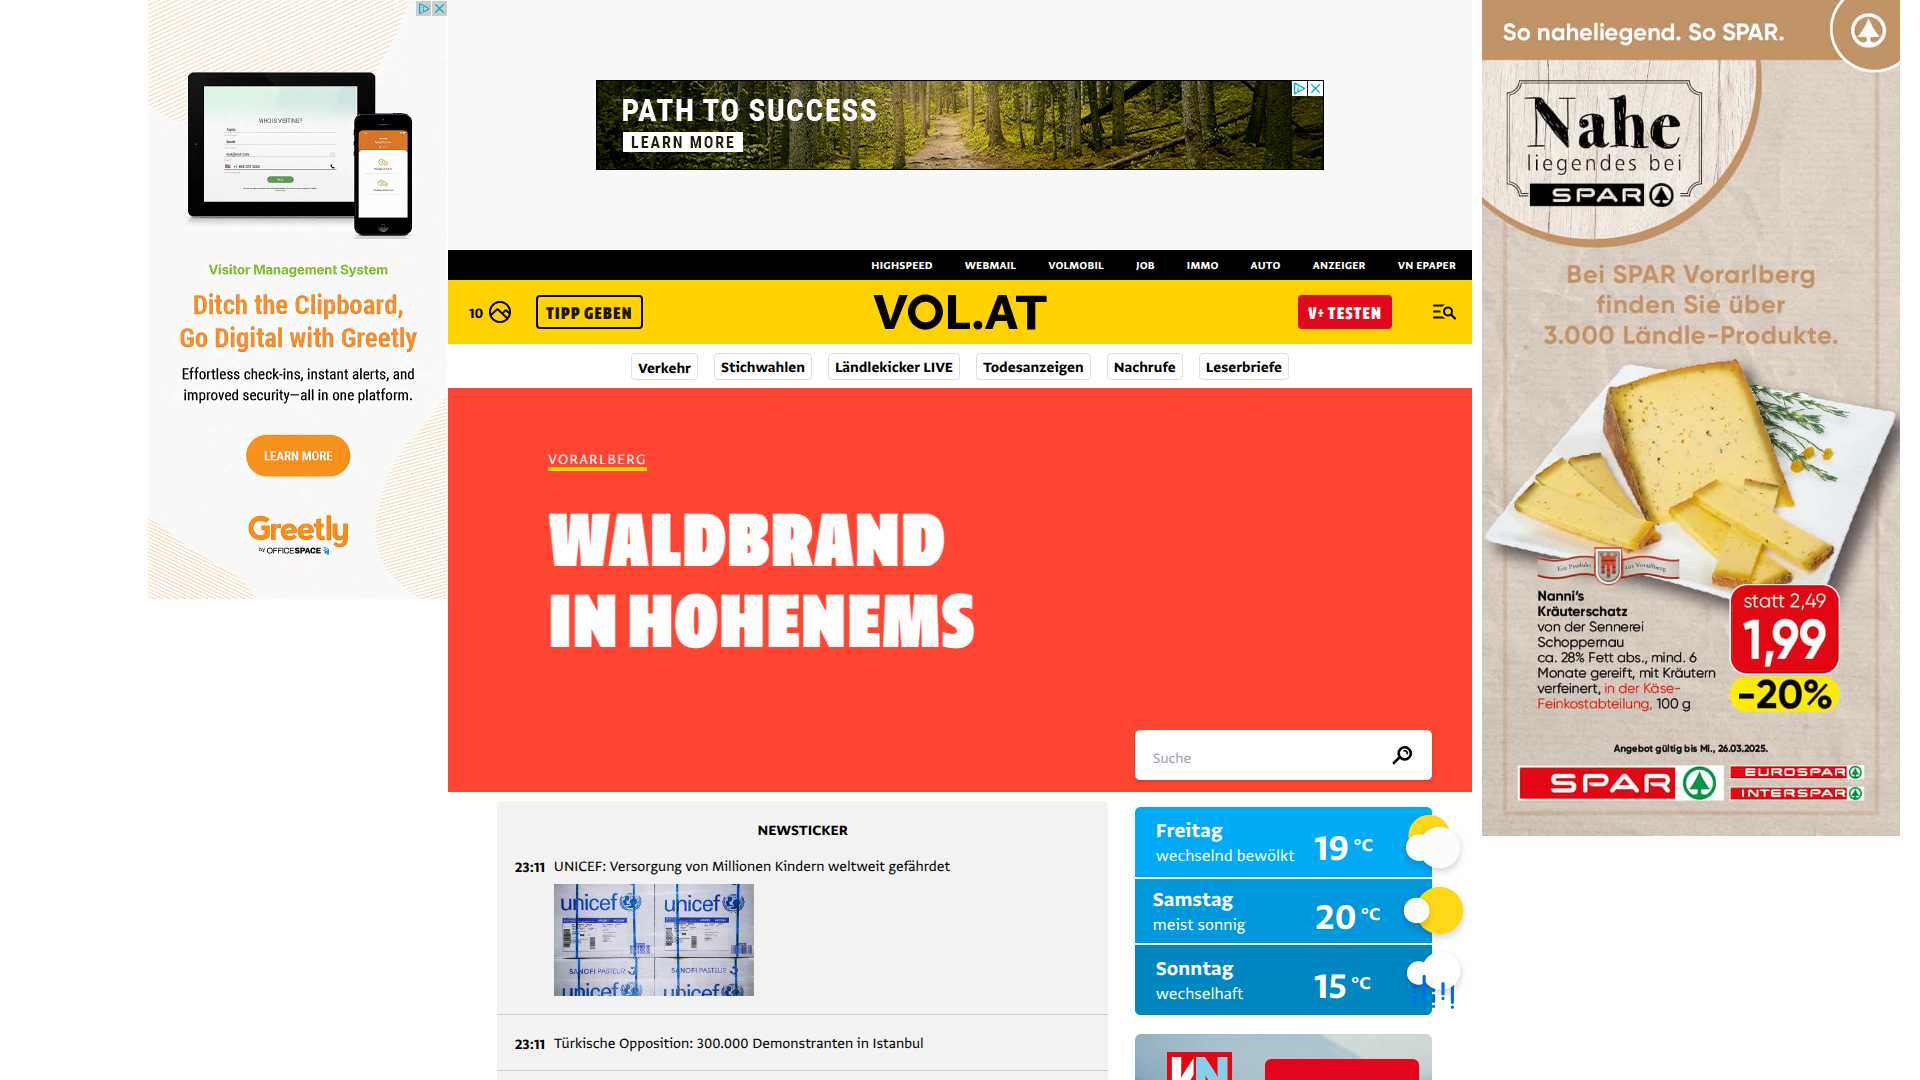 WHO IS VISITING?
Visitor Management System
Ditch the Clipboard,
Go Digital with Greetly
Effortless check-ins, instant alerts, and
improved security—all in one platform.
LEARN MORE
Greetly
by OFFICESPACE
PATH TO SUCCESS
LEARN MORE
HIGHSPEED WEBMAIL VOLMOBIL JOB IMMO AUTO ANZEIGER VN EPAPER
10 TIPP GEBEN VOL.AT V+ TESTEN
Verkehr Stichwahlen Ländlekicker LIVE Todesanzeigen Nachrufe Leserbriefe
VORARLBERG
WALDBRAND
IN HOHENEMS
Suche
NEWSTICKER
23:11 UNICEF: Versorgung von Millionen Kindern weltweit gefährdet
unicef unicef
SANOFI PASTEUR SANOFI PASTEUR
unicef unicef
23:11 Türkische Opposition: 300.000 Demonstranten in Istanbul
Freitag
wechselnd bewölkt
19 °C
Samstag
meist sonnig
20 °C
Sonntag
wechselhaft
15 °C
VN
So naheliegend. So SPAR.
Nahe
liegendes bei
SPAR
Bei SPAR Vorarlberg
finden Sie über
3.000 Ländle-Produkte.
Ein Produkt aus Vorarlberg
Nanni's
Kräuterschatz
von der Sennerei
Schoppernau
ca. 28% Fett abs., mind. 6
Monate gereift, mit Kräutern
verfeinert, in der Käse-
Feinkostabteilung, 100 g
statt 2,49
1,99
-20%
Angebot gültig bis Mi., 26.03.2025.
SPAR
EUROSPAR
INTERSPAR